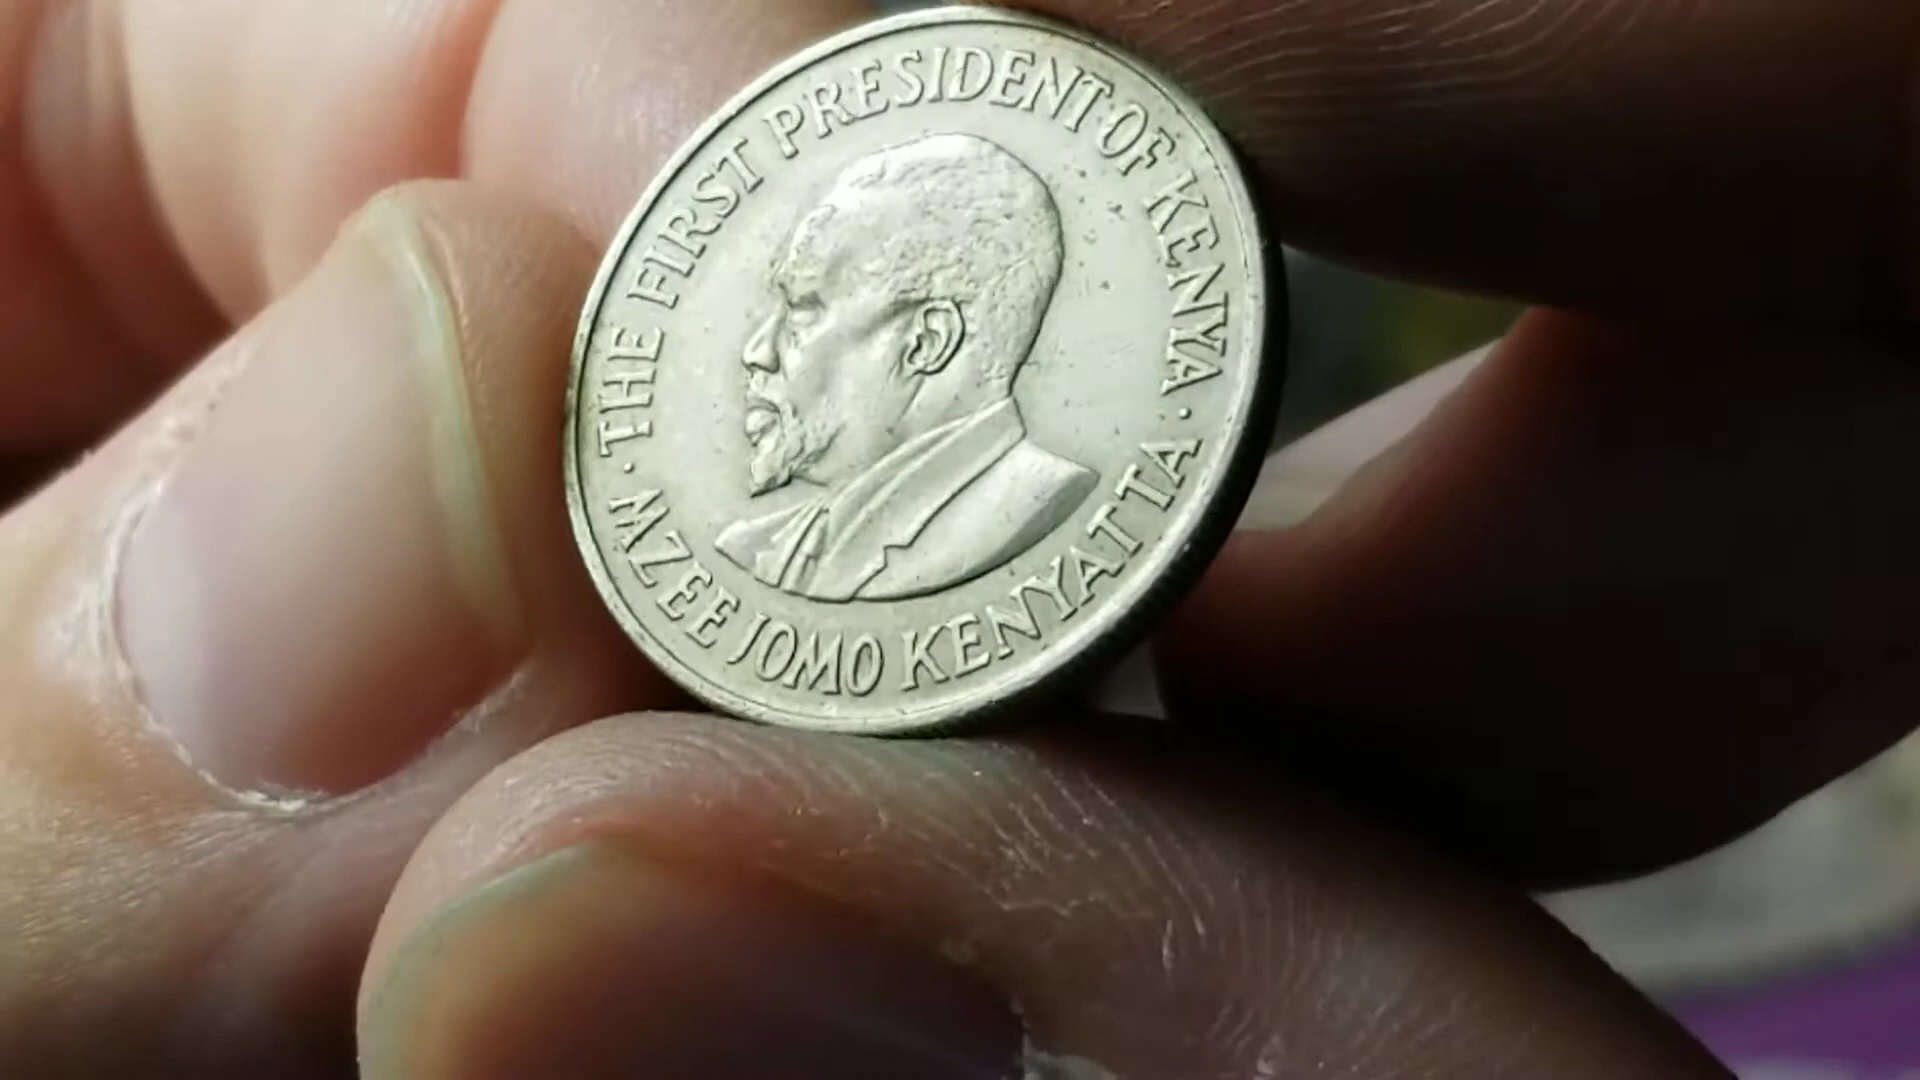 · THE FIRST PRESIDENT OF KENYA ·
MZEE JOMO KENYATTA